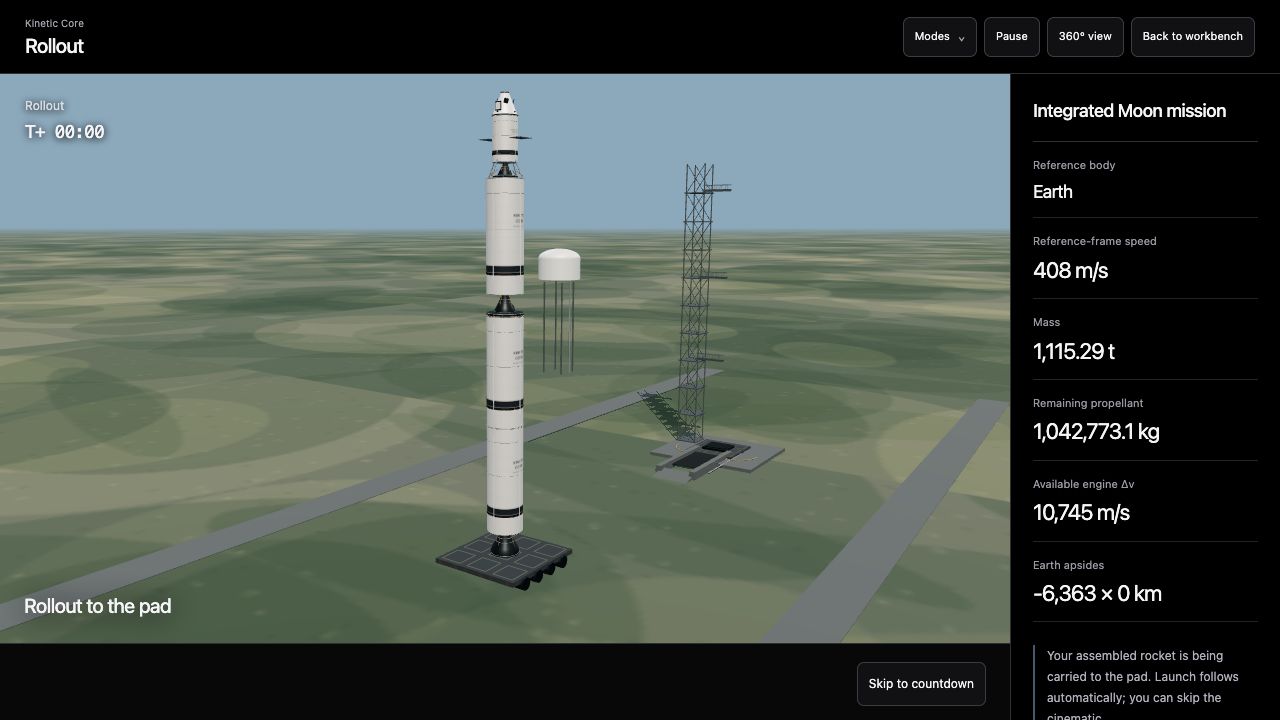 Kinetic Core
Rollout
Modes
Pause
360° view
Back to workbench
Rollout
T+ 00:00
Rollout to the pad
Skip to countdown
Integrated Moon mission
Reference body
Earth
Reference-frame speed
408 m/s
Mass
1,115.29 t
Remaining propellant
1,042,773.1 kg
Available engine Δv
10,745 m/s
Earth apsides
-6,363 × 0 km
Your assembled rocket is being
carried to the pad. Launch follows
automatically; you can skip the
cinematic.